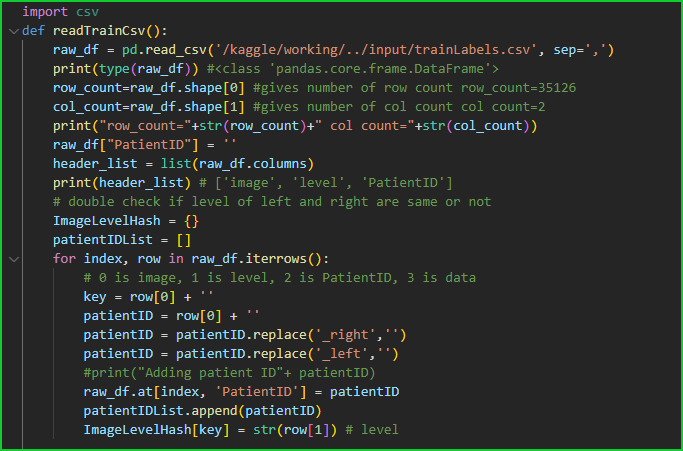 import csv
def readTrainCsv():
    raw_df = pd.read_csv('/kaggle/working/../input/trainLabels.csv', sep=',')
    print(type(raw_df)) #<class 'pandas.core.frame.DataFrame'>
    row_count=raw_df.shape[0] #gives number of row count row_count=35126
    col_count=raw_df.shape[1] #gives number of col count col count=2
    print("row_count="+str(row_count)+" col count="+str(col_count))
    raw_df["PatientID"] = ''
    header_list = list(raw_df.columns)
    print(header_list) # ['image', 'level', 'PatientID']
    # double check if level of left and right are same or not
    ImageLevelHash = {}
    patientIDList = []
    for index, row in raw_df.iterrows():
        # 0 is image, 1 is level, 2 is PatientID, 3 is data
        key = row[0] + ''
        patientID = row[0] + ''
        patientID = patientID.replace('_right','')
        patientID = patientID.replace('_left','')
        #print("Adding patient ID"+ patientID)
        raw_df.at[index, 'PatientID'] = patientID
        patientIDList.append(patientID)
        ImageLevelHash[key] = str(row[1]) # level